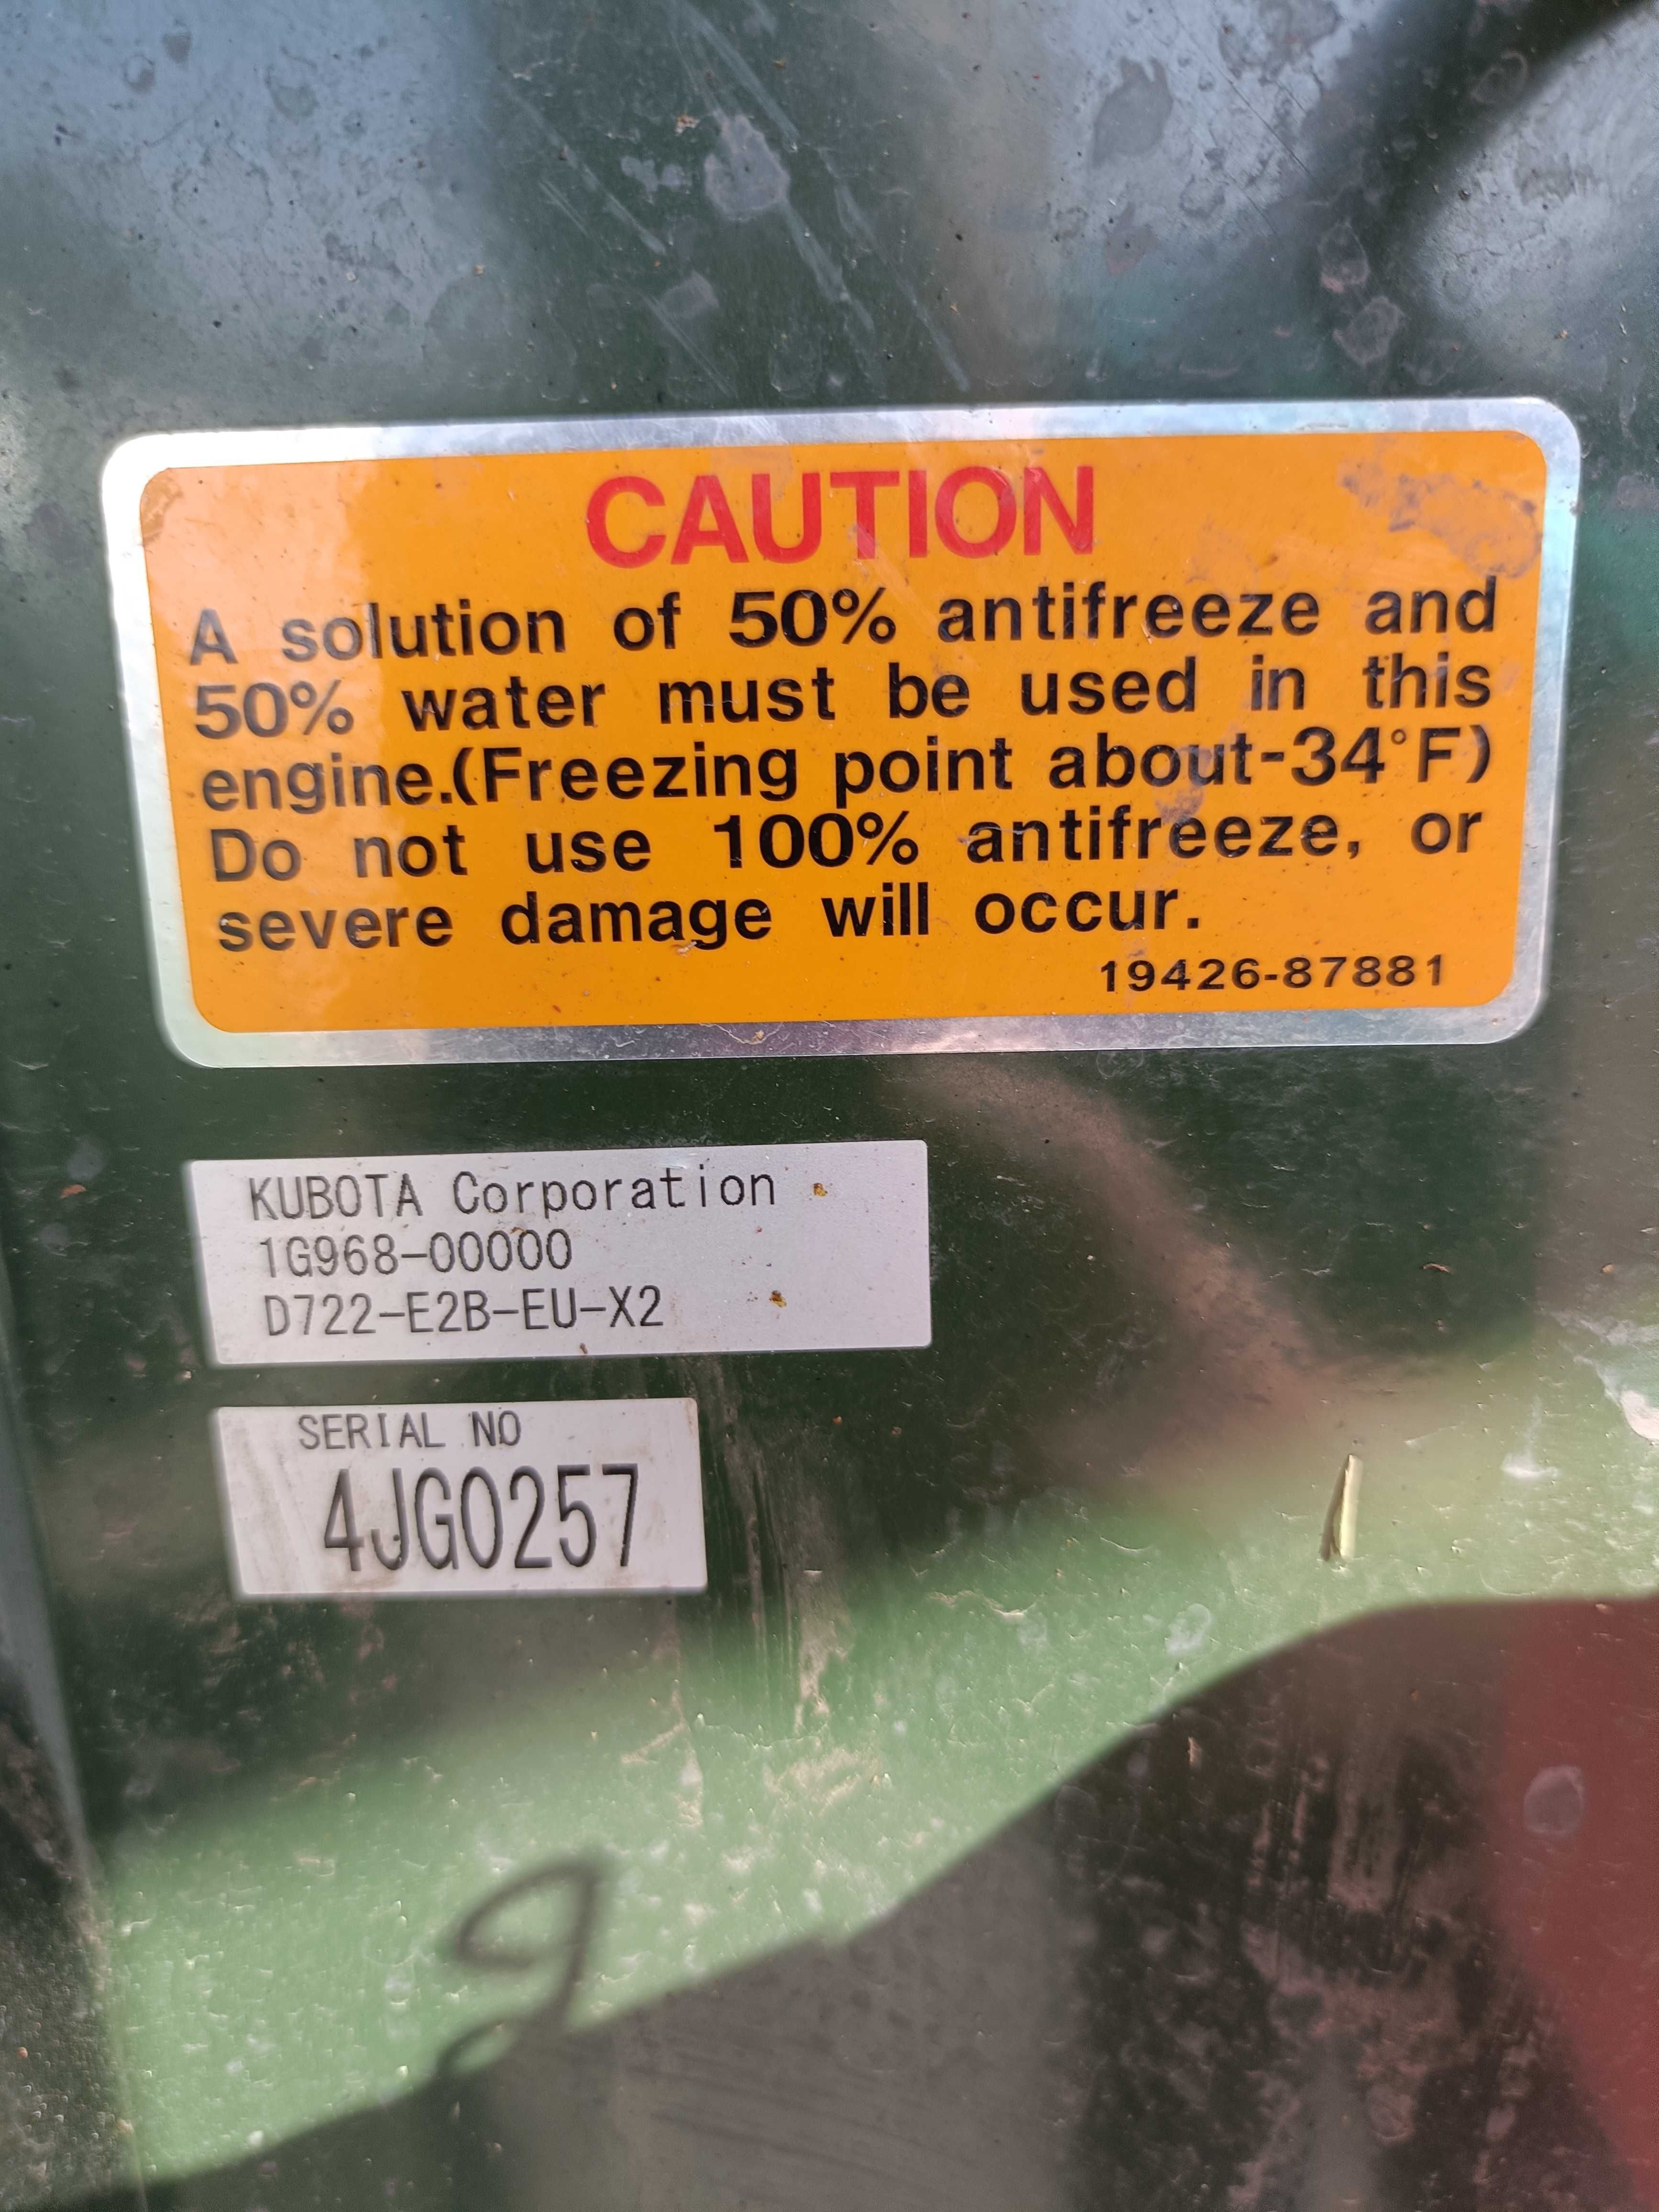 CAUTION
A solution of 50% antifreeze and
50% water must be used in this
engine.(Freezing point about-34°F)
Do not use 100% antifreeze, or
severe damage will occur.
19426-87881
KUBOTA Corporation
1G968-00000
D722-E2B-EU-X2
SERIAL NO
4JG0257